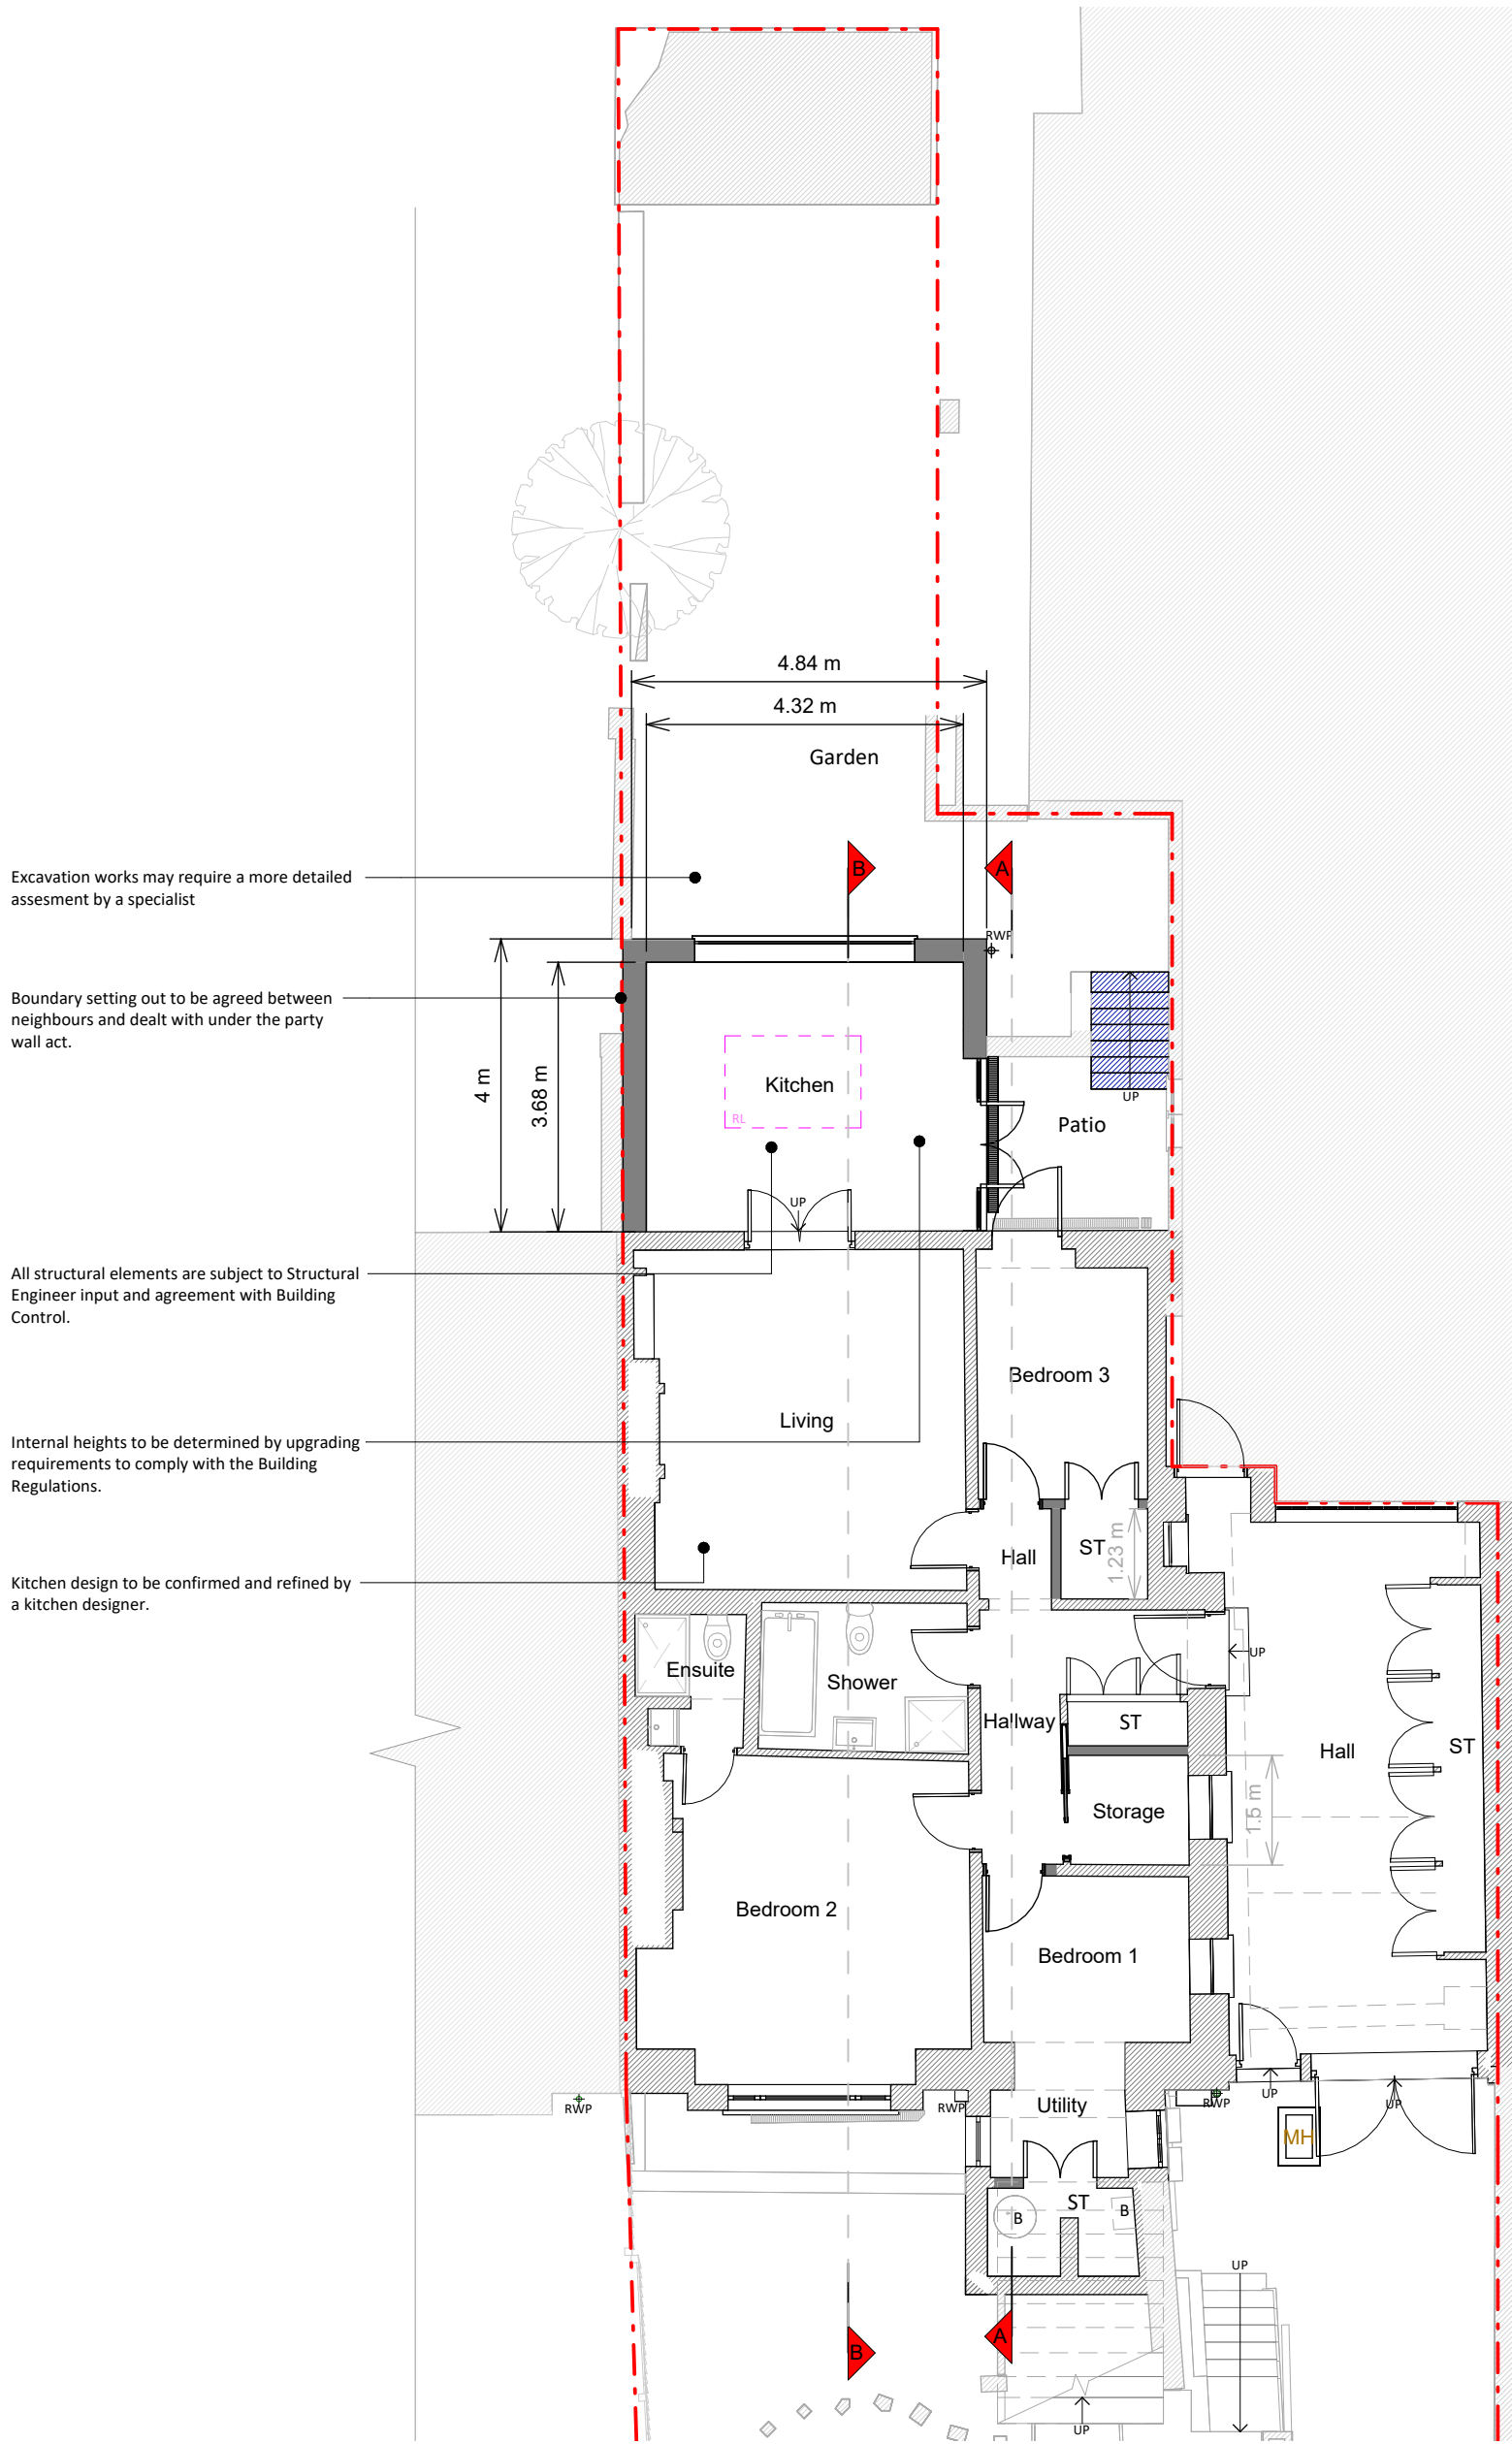 4.84 m
4.32 m
Garden
Excavation works may require a more detailed
assesment by a specialist
B
A
RWP
Boundary setting out to be agreed between
neighbours and dealt with under the party
wall act.
4 m
3.68 m
Kitchen
RL
UP
Patio
UP
All structural elements are subject to Structural
Engineer input and agreement with Building
Control.
Bedroom 3
Living
Internal heights to be determined by upgrading
requirements to comply with the Building
Regulations.
Hall
ST
1.23 m
Kitchen design to be confirmed and refined by
a kitchen designer.
UP
Ensuite
Shower
Hallway
ST
Hall
ST
Storage
1.5 m
Bedroom 2
Bedroom 1
UP
UP
RWP
RWP
Utility
RWP
MH
ST
B
B
UP
B
A
UP